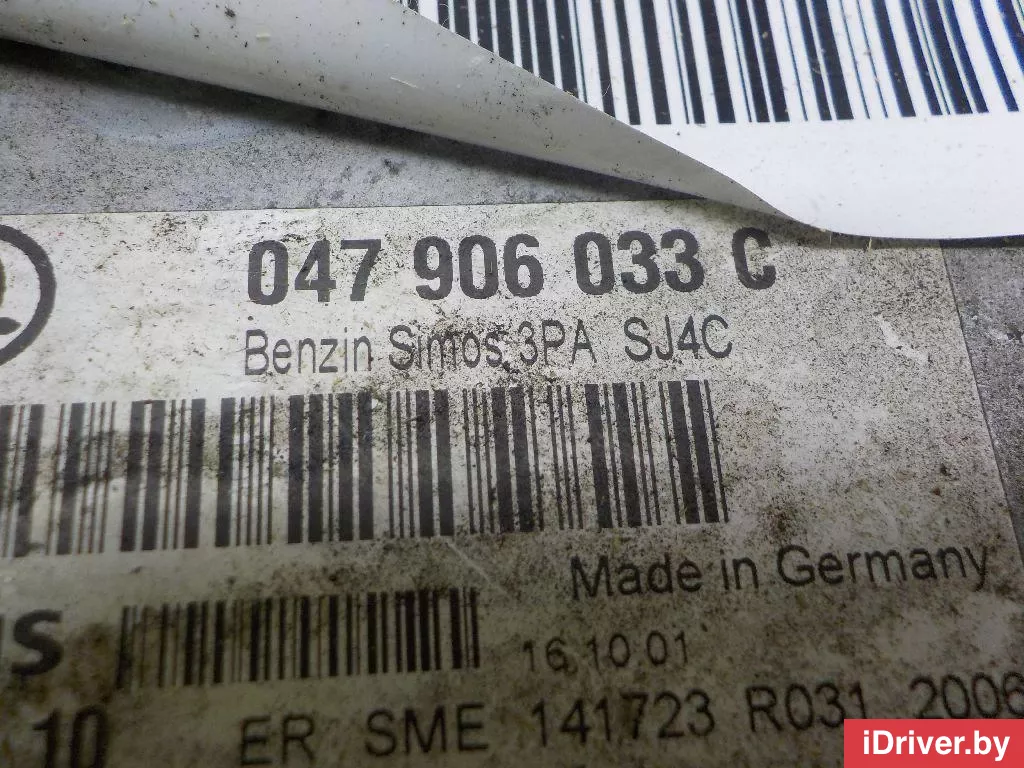 047 906 033 C
Benzin Simos 3PA SJ4C
Made in Germany
16.10.01
10 ER SME 141723 R031 2006
iDriver.by